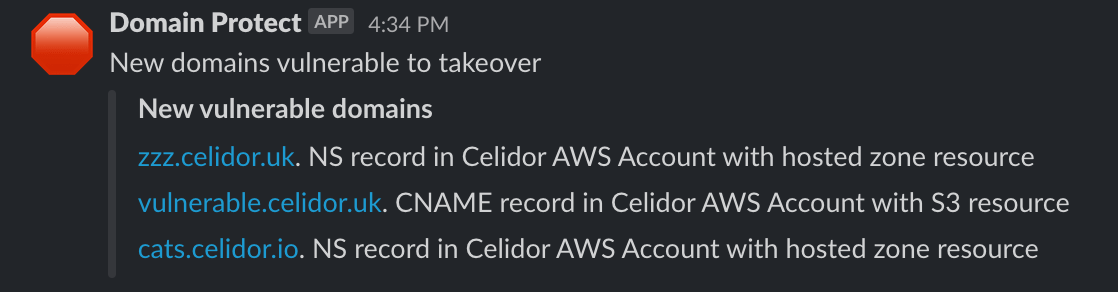 Domain Protect APP 4:34 PM
New domains vulnerable to takeover
New vulnerable domains
zzz.celidor.uk. NS record in Celidor AWS Account with hosted zone resource
vulnerable.celidor.uk. CNAME record in Celidor AWS Account with S3 resource
cats.celidor.io. NS record in Celidor AWS Account with hosted zone resource